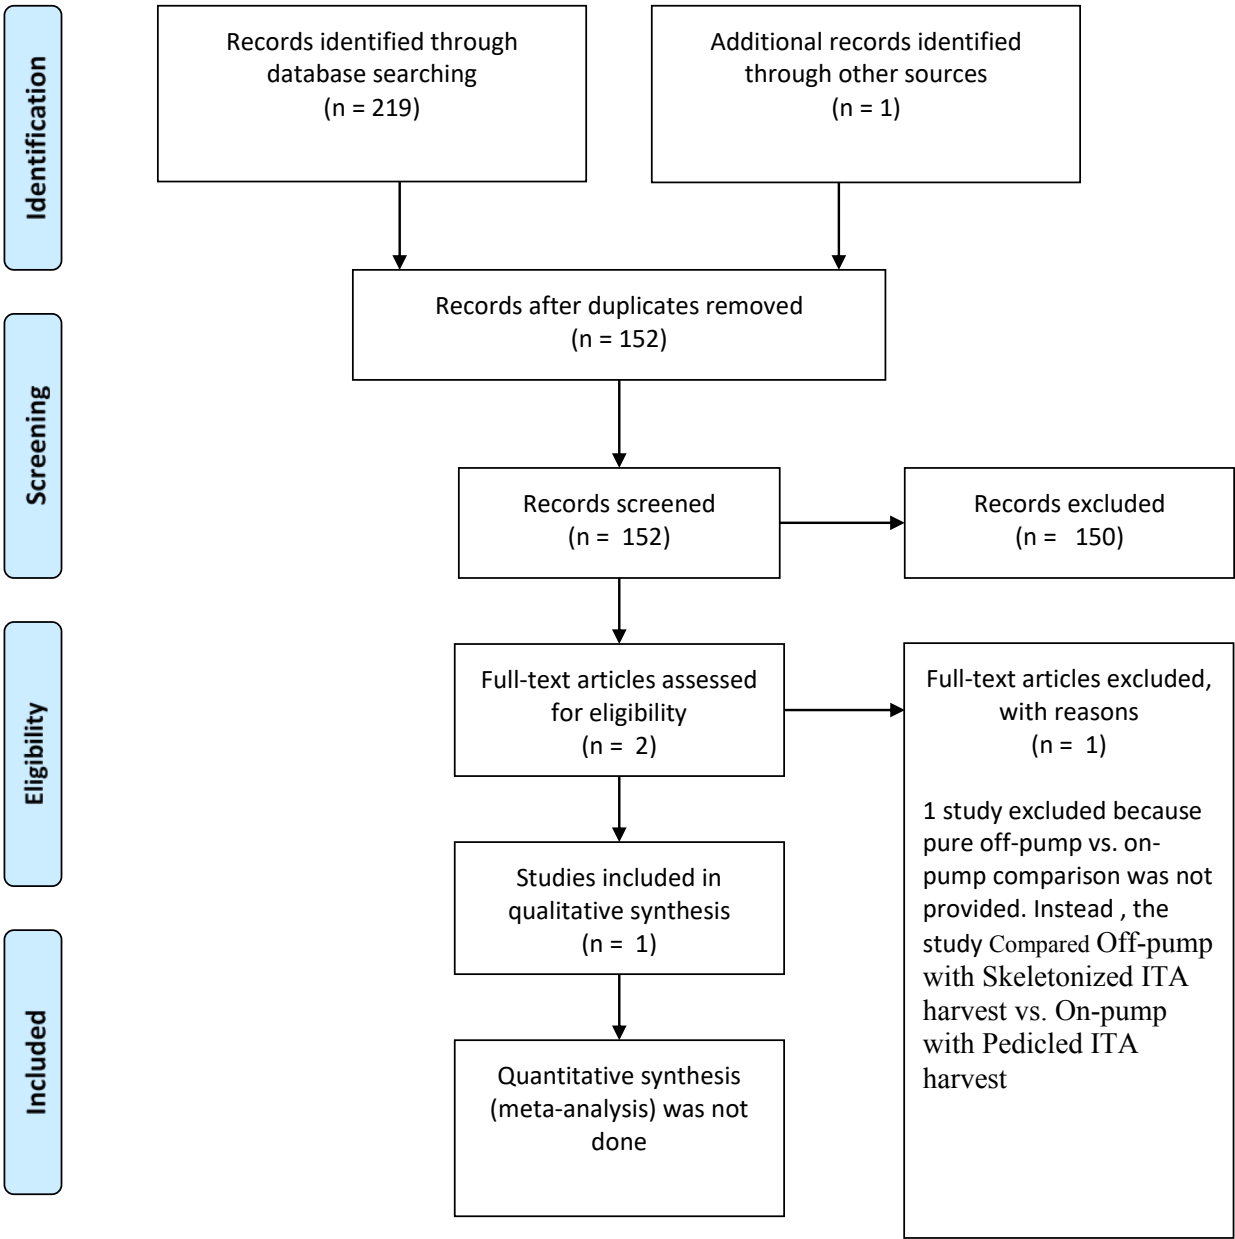 Identification
Records identified through
database searching
(n = 219)
Additional records identified
through other sources
(n = 1)
Records after duplicates removed
(n = 152)
Screening
Records screened
(n =  152)
Records excluded
(n =   150)
Eligibility
Full-text articles assessed
for eligibility
(n =  2)
Full-text articles excluded,
with reasons
(n =  1)
1 study excluded because
pure off-pump vs. on-
pump comparison was not
provided. Instead , the
study Compared Off-pump
with Skeletonized ITA
harvest vs. On-pump
with Pedicled ITA
harvest
Studies included in
qualitative synthesis
(n =  1)
Included
Quantitative synthesis
(meta-analysis) was not
done